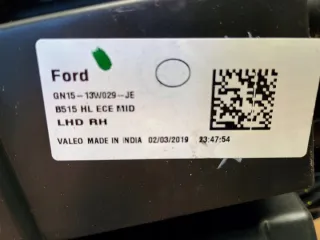 Ford
GN15-13W029-JE
B515 HL ECE MID
LHD RH
VALEO MADE IN INDIA 02/03/2019 23:47:54